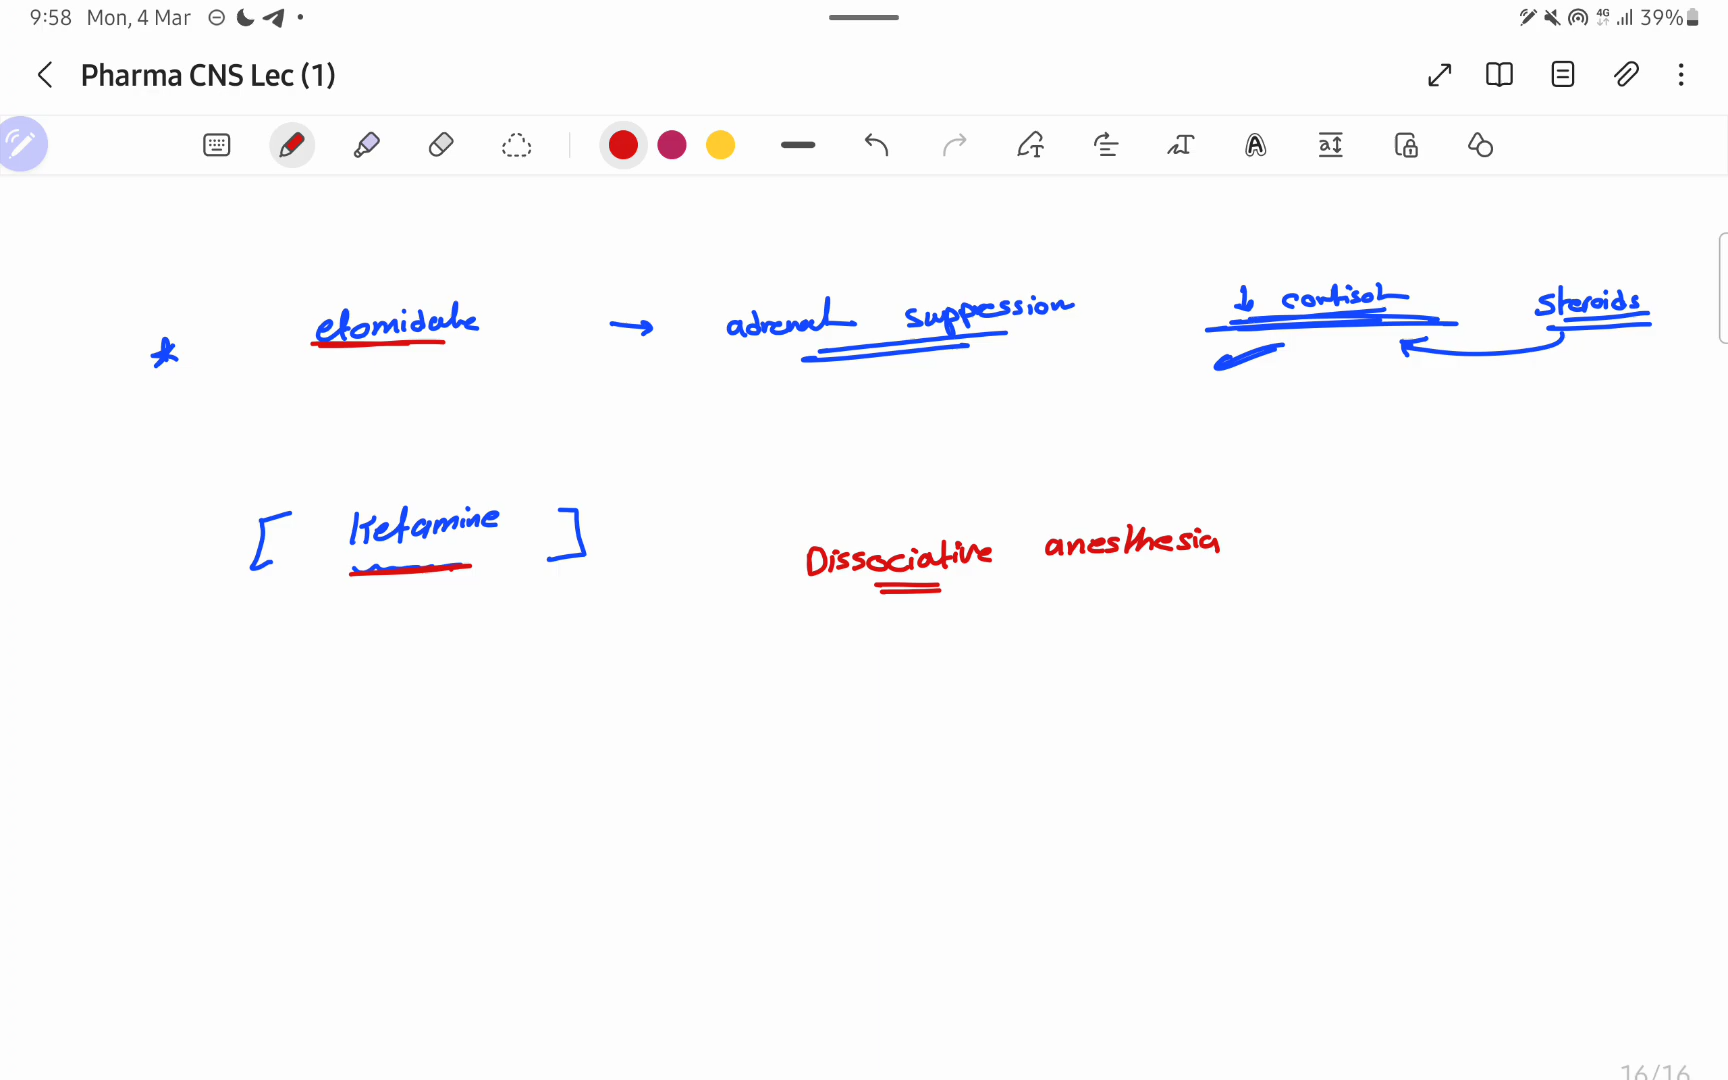 9:58 Mon, 4 Mar 4G 39%
Pharma CNS Lec (1)
* etomidate → adrenal suppression ↓ cortisol steroids
[ Ketamine ] Dissociative anesthesia
16/16